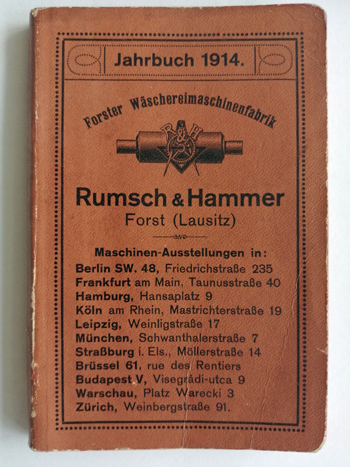 Jahrbuch 1914.
Forster Wäschereimaschinenfabrik
R & H
Rumsch & Hammer
Forst (Lausitz)
Maschinen-Ausstellungen in:
Berlin SW. 48, Friedrichstraße 235
Frankfurt am Main, Taunusstraße 40
Hamburg, Hansaplatz 9
Köln am Rhein, Mastrichterstraße 19
Leipzig, Weinligstraße 17
München, Schwanthalerstraße 7
Straßburg i. Els., Möllerstraße 14
Brüssel 61, rue des Rentiers
Budapest V, Visegrádi-utca 9
Warschau, Platz Warecki 3
Zürich, Weinbergstraße 91.